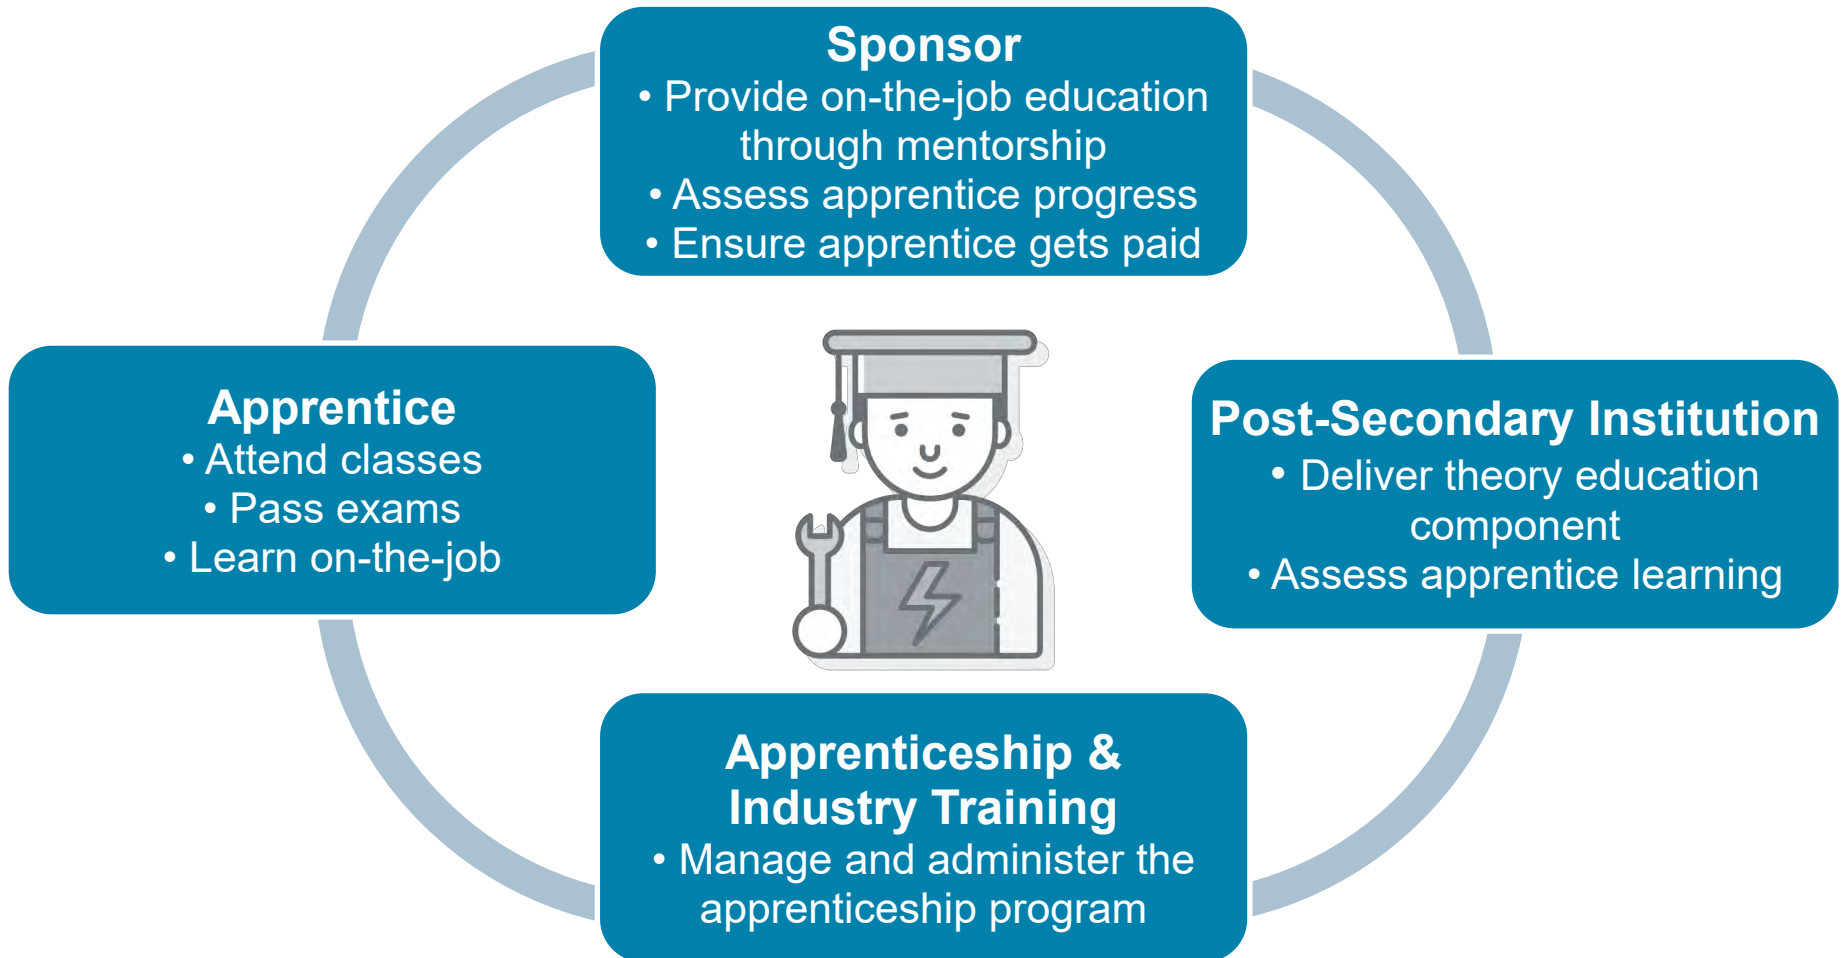 Sponsor
• Provide on-the-job education
through mentorship
• Assess apprentice progress
• Ensure apprentice gets paid
Apprentice
• Attend classes
• Pass exams
• Learn on-the-job
Post-Secondary Institution
• Deliver theory education
component
• Assess apprentice learning
Apprenticeship &
Industry Training
• Manage and administer the
apprenticeship program